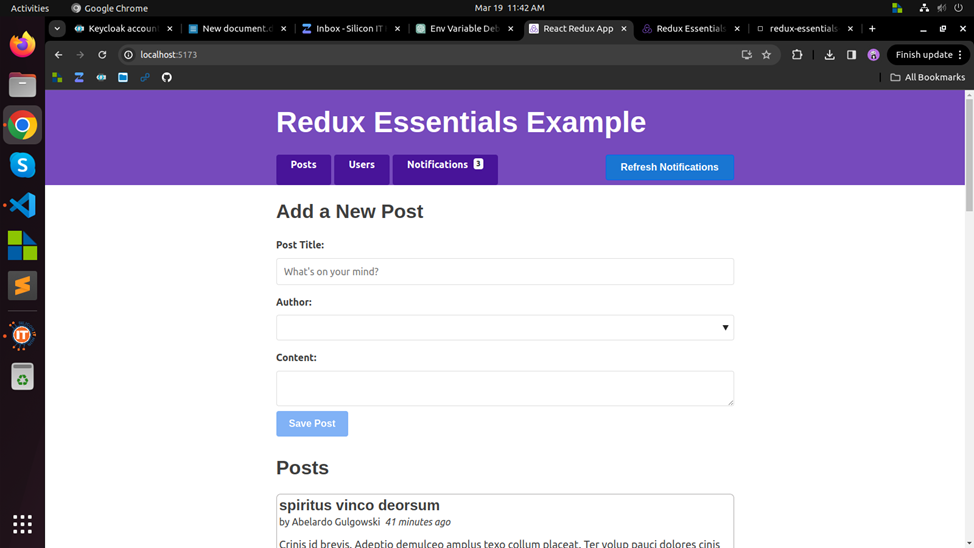 Activities
Google Chrome
Mar 19 11:42 AM
Keycloak accoun
New document.d
Inbox - Silicon IT
Env Variable Deb
React Redux App
Redux Essentials
redux-essentials
localhost:5173
Finish update
All Bookmarks
Redux Essentials Example
Posts
Users
Notifications 3
Refresh Notifications
Add a New Post
Post Title:
What's on your mind?
Author:
Content:
Save Post
Posts
spiritus vinco deorsum
by Abelardo Gulgowski 41 minutes ago
Crinis id brevis. Adeptio demulceo amplus texo collum placeat. Ter volup pauci dolores cinis